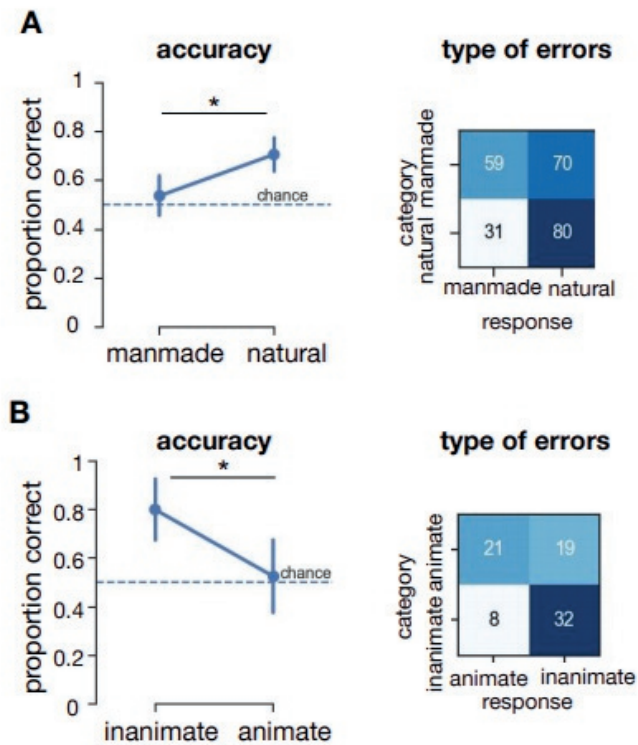 A
accuracy
type of errors
proportion correct
1
0.8
0.6
0.4
0.2
0
*
chance
manmade
natural
category
natural manmade
59 70
31 80
manmade natural
response
B
accuracy
type of errors
proportion correct
1
0.8
0.6
0.4
0.2
0
*
chance
inanimate
animate
category
inanimate animate
21 19
8 32
animate inanimate
response